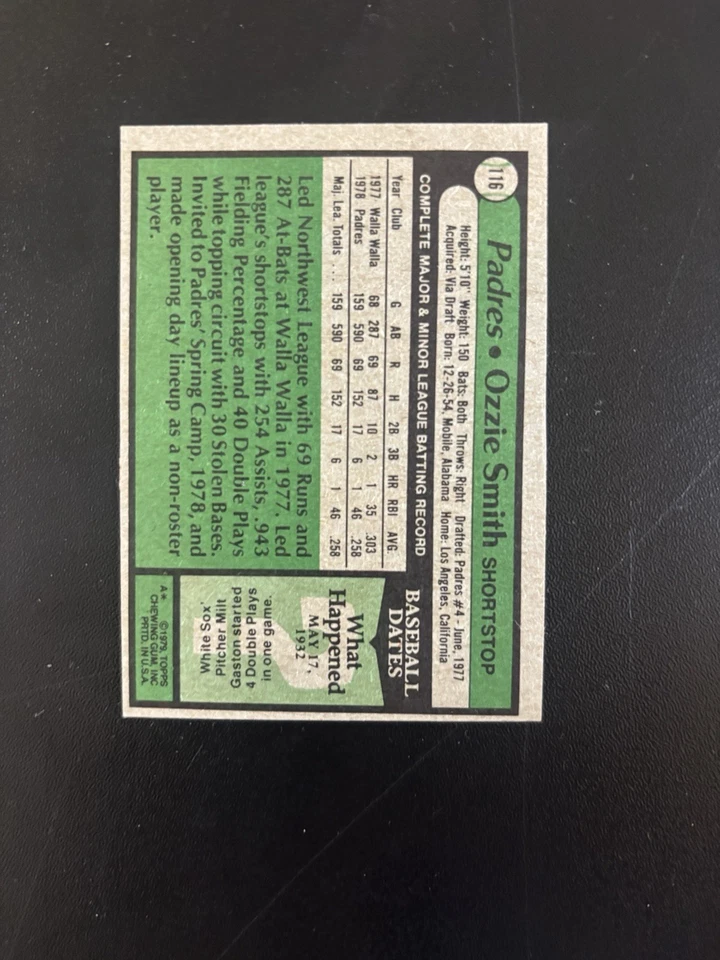 116
Padres • Ozzie Smith SHORTSTOP
Height: 5'10" Weight: 150 Bats: Both Throws: Right Drafted: Padres #4 - June, 1977
Acquired: Via Draft Born: 12-26-54, Mobile, Alabama Home: Los Angeles, California
COMPLETE MAJOR & MINOR LEAGUE BATTING RECORD
Year Club G AB R H 2B 3B HR RBI AVG.
1977 Walla Walla 68 287 69 87 10 2 1 35 .303
1978 Padres 159 590 69 152 17 6 1 46 .258
Maj. Lea. Totals . . . 159 590 69 152 17 6 1 46 .258
Led Northwest League with 69 Runs and
287 At-Bats at Walla Walla in 1977. Led
league's shortstops with 254 Assists, .943
Fielding Percentage and 40 Double Plays
while topping circuit with 30 Stolen Bases.
Invited to Padres' Spring Camp, 1978, and
made opening day lineup as a non-roster
player.
BASEBALL
DATES
What
Happened
MAY 17,
1932
White Sox'
pitcher Milt
Gaston started
4 Double Plays
in one game.
A* ©1979, TOPPS
CHEWING GUM, INC.
PRTD. IN U.S.A.